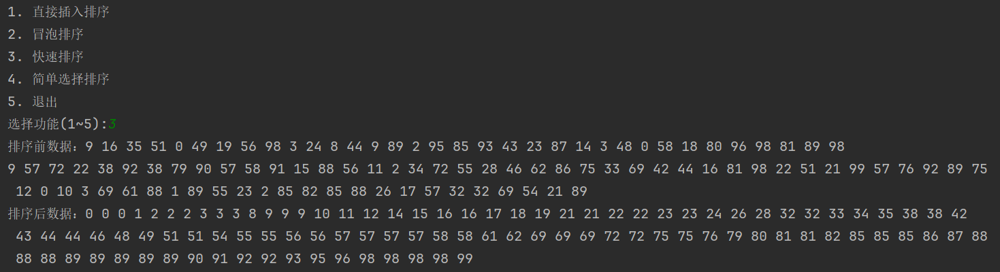 1. 直接插入排序
2. 冒泡排序
3. 快速排序
4. 简单选择排序
5. 退出
选择功能(1~5):3
排序前数据：9 16 35 51 0 49 19 56 98 3 24 8 44 9 89 2 95 85 93 43 23 87 14 3 48 0 58 18 80 96 98 81 89 98
9 57 72 22 38 92 38 79 90 57 58 91 15 88 56 11 2 34 72 55 28 46 62 86 75 33 69 42 44 16 81 98 22 51 21 99 57 76 92 89 75
12 0 10 3 69 61 88 1 89 55 23 2 85 82 85 88 26 17 57 32 32 69 54 21 89
排序后数据：0 0 0 1 2 2 2 3 3 3 8 9 9 9 10 11 12 14 15 16 16 17 18 19 21 21 22 22 23 23 24 26 28 32 32 33 34 35 38 38 42
43 44 44 46 48 49 51 51 54 55 55 56 56 57 57 57 57 58 58 61 62 69 69 69 72 72 75 75 76 79 80 81 81 82 85 85 85 86 87 88
88 88 89 89 89 89 89 90 91 92 92 93 95 96 98 98 98 98 99